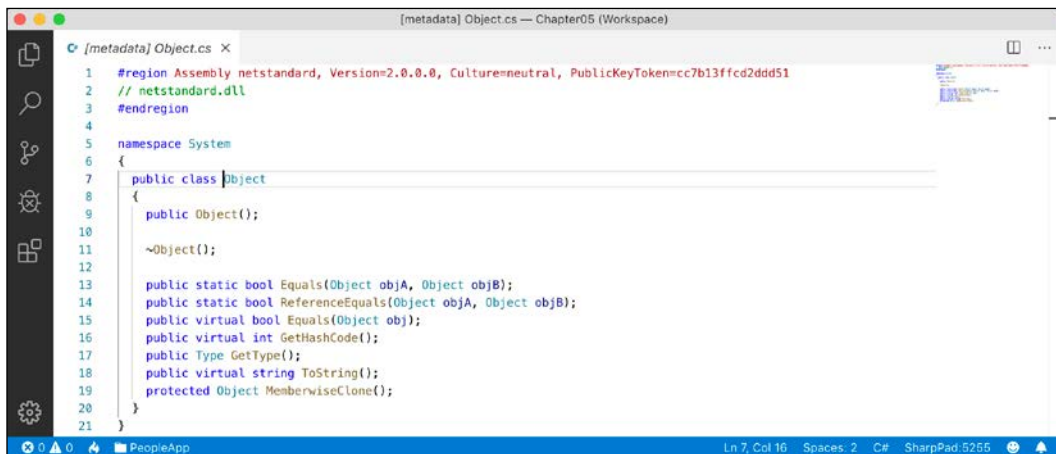 [metadata] Object.cs — Chapter05 (Workspace)
[metadata] Object.cs ×
1 #region Assembly netstandard, Version=2.0.0.0, Culture=neutral, PublicKeyToken=cc7b13ffcd2ddd51
2 // netstandard.dll
3 #endregion
4
5 namespace System
6 {
7 public class Object
8 {
9 public Object();
10
11 ~Object();
12
13 public static bool Equals(Object objA, Object objB);
14 public static bool ReferenceEquals(Object objA, Object objB);
15 public virtual bool Equals(Object obj);
16 public virtual int GetHashCode();
17 public Type GetType();
18 public virtual string ToString();
19 protected Object MemberwiseClone();
20 }
21 }
0 0 PeopleApp Ln 7, Col 16 Spaces: 2 C# SharpPad:5255